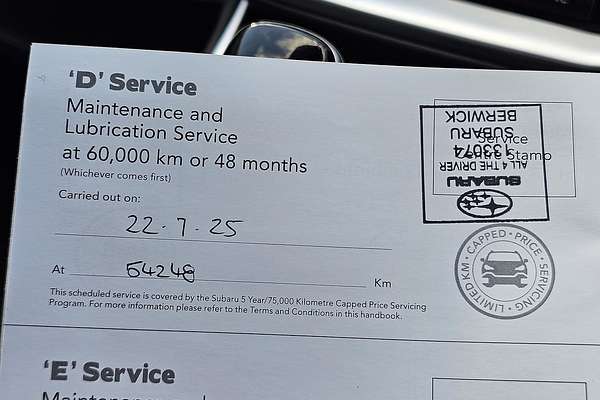 'D' Service
Maintenance and
Lubrication Service
at 60,000 km or 48 months
(Whichever comes first)
Carried out on:
22.7.25
At 64248 Km
This scheduled service is covered by the Subaru 5 Year/75,000 Kilometre Capped Price Servicing
Program. For more information please refer to the Terms and Conditions in this handbook.
Service
Centre Stamp
SUBARU
ALL 4 THE DRIVER
133074
SUBARU
BERWICK
CAPPED • PRICE • SERVICING • LIMITED KM •
'E' Service